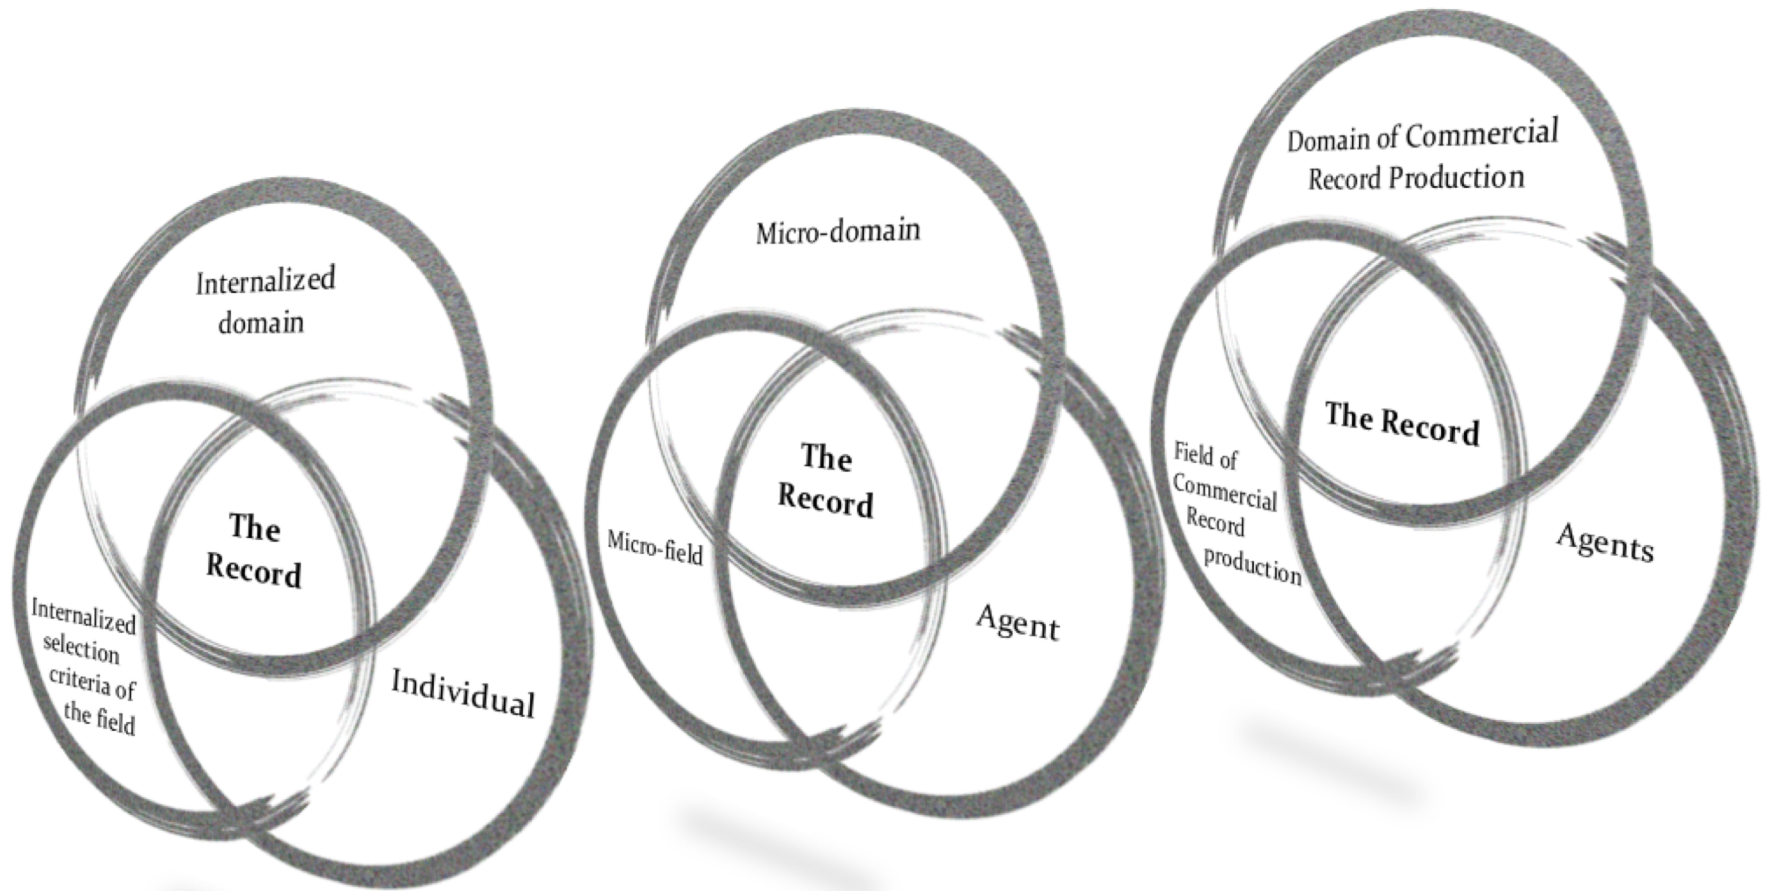 Internalized
domain
The
Record
Internalized
selection
criteria of
the field
Individual
Micro-domain
The
Record
Micro-field
Agent
Domain of Commercial
Record Production
The Record
Field of
Commercial
Record
production
Agents